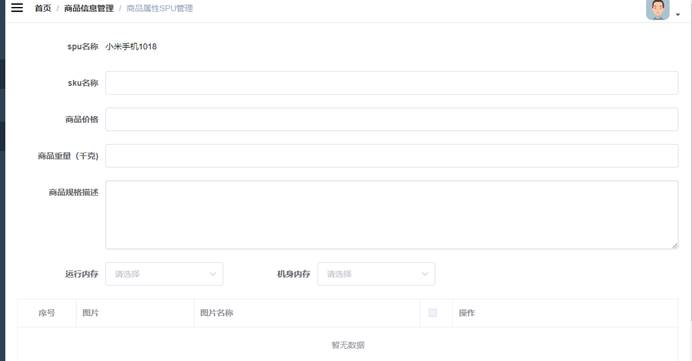 首页 / 商品信息管理 / 商品属性SPU管理
spu名称 小米手机1018
sku名称
商品价格
商品重量（千克)
商品规格描述
运行内存 请选择 机身内存 请选择
序号 图片 图片名称 操作
暂无数据